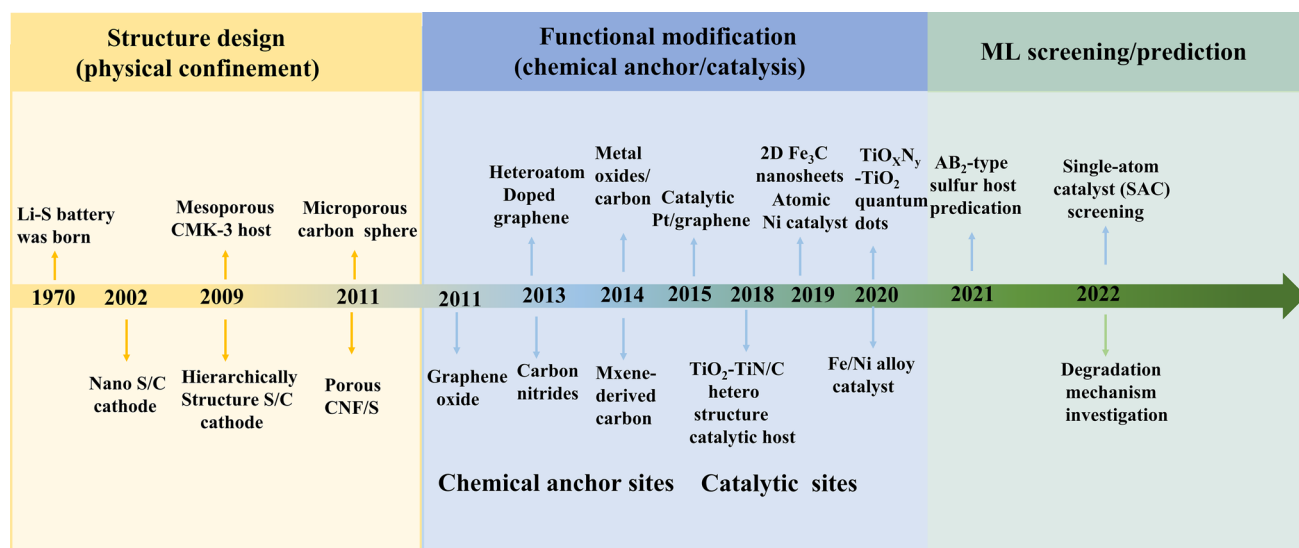 Structure design
(physical confinement)
Functional modification
(chemical anchor/catalysis)
ML screening/prediction
Li-S battery
was born
Mesoporous
CMK-3 host
Microporous
carbon sphere
Heteroatom
Doped
graphene
Metal
oxides/
carbon
Catalytic
Pt/graphene
2D Fe₃C
nanosheets
Atomic
Ni catalyst
TiOₓNᵧ
-TiO₂
quantum
dots
AB₂-type
sulfur host
predication
Single-atom
catalyst (SAC)
screening
1970
2002
2009
2011
2011
2013
2014
2015
2018
2019
2020
2021
2022
Nano S/C
cathode
Hierarchically
Structure S/C
cathode
Porous
CNF/S
Graphene
oxide
Carbon
nitrides
Mxene-
derived
carbon
TiO₂-TiN/C
hetero
structure
catalytic host
Fe/Ni alloy
catalyst
Degradation
mechanism
investigation
Chemical anchor sites
Catalytic sites